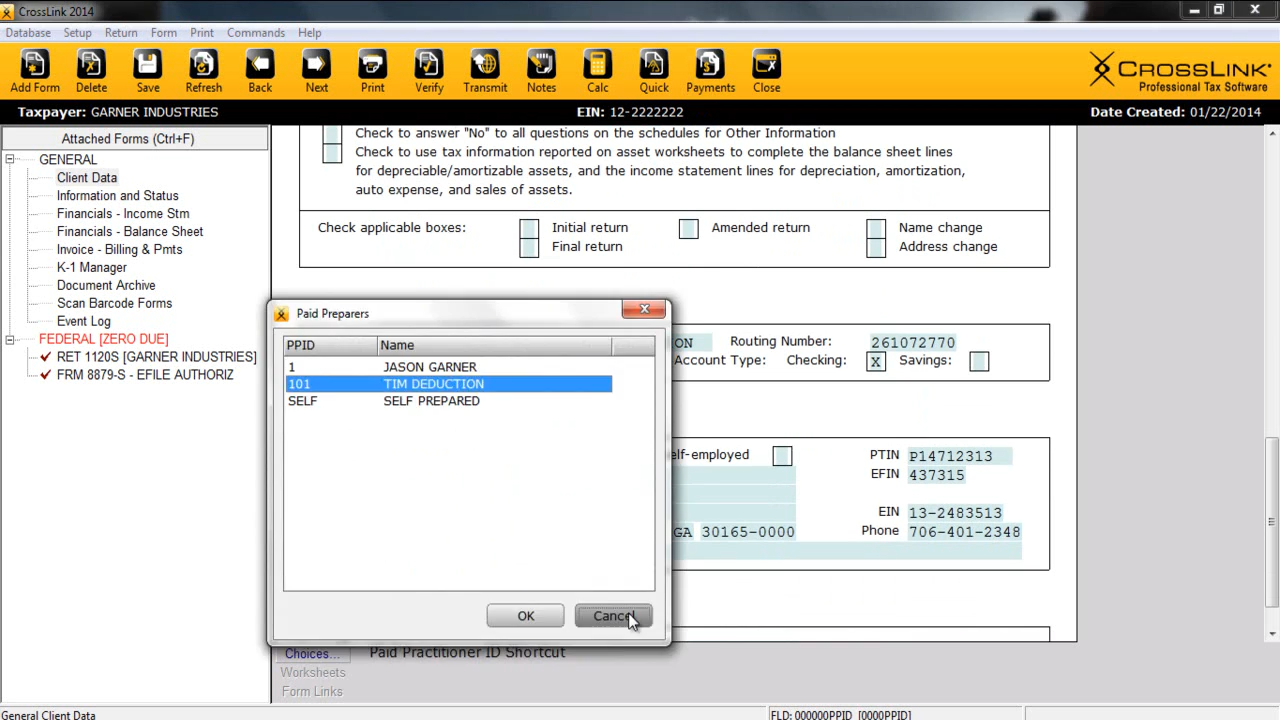 CrossLink 2014
Database Setup Return Form Print Commands Help
Add Form Delete Save Refresh Back Next Print Verify Transmit Notes Calc Quick Payments Close
CROSSLINK
Professional Tax Software
Taxpayer: GARNER INDUSTRIES EIN: 12-2222222 Date Created: 01/22/2014
Attached Forms (Ctrl+F)
GENERAL
Client Data
Information and Status
Financials - Income Stm
Financials - Balance Sheet
Invoice - Billing & Pmts
K-1 Manager
Document Archive
Scan Barcode Forms
Event Log
FEDERAL [ZERO DUE]
RET 1120S [GARNER INDUSTRIES]
FRM 8879-S - EFILE AUTHORIZ
Check to answer "No" to all questions on the schedules for Other Information
Check to use tax information reported on asset worksheets to complete the balance sheet lines
for depreciable/amortizable assets, and the income statement lines for depreciation, amortization,
auto expense, and sales of assets.
Check applicable boxes: Initial return Amended return Name change
Final return Address change
ON Routing Number: 261072770
Account Type: Checking: X Savings:
elf-employed PTIN P14712313
EFIN 437315
EIN 13-2483513
GA 30165-0000 Phone 706-401-2348
Paid Preparers
PPID Name
1 JASON GARNER
101 TIM DEDUCTION
SELF SELF PREPARED
OK Cancel
Choices... Paid Practitioner ID Shortcut
Worksheets
Form Links
General Client Data FLD: 000000PPID [0000PPID]